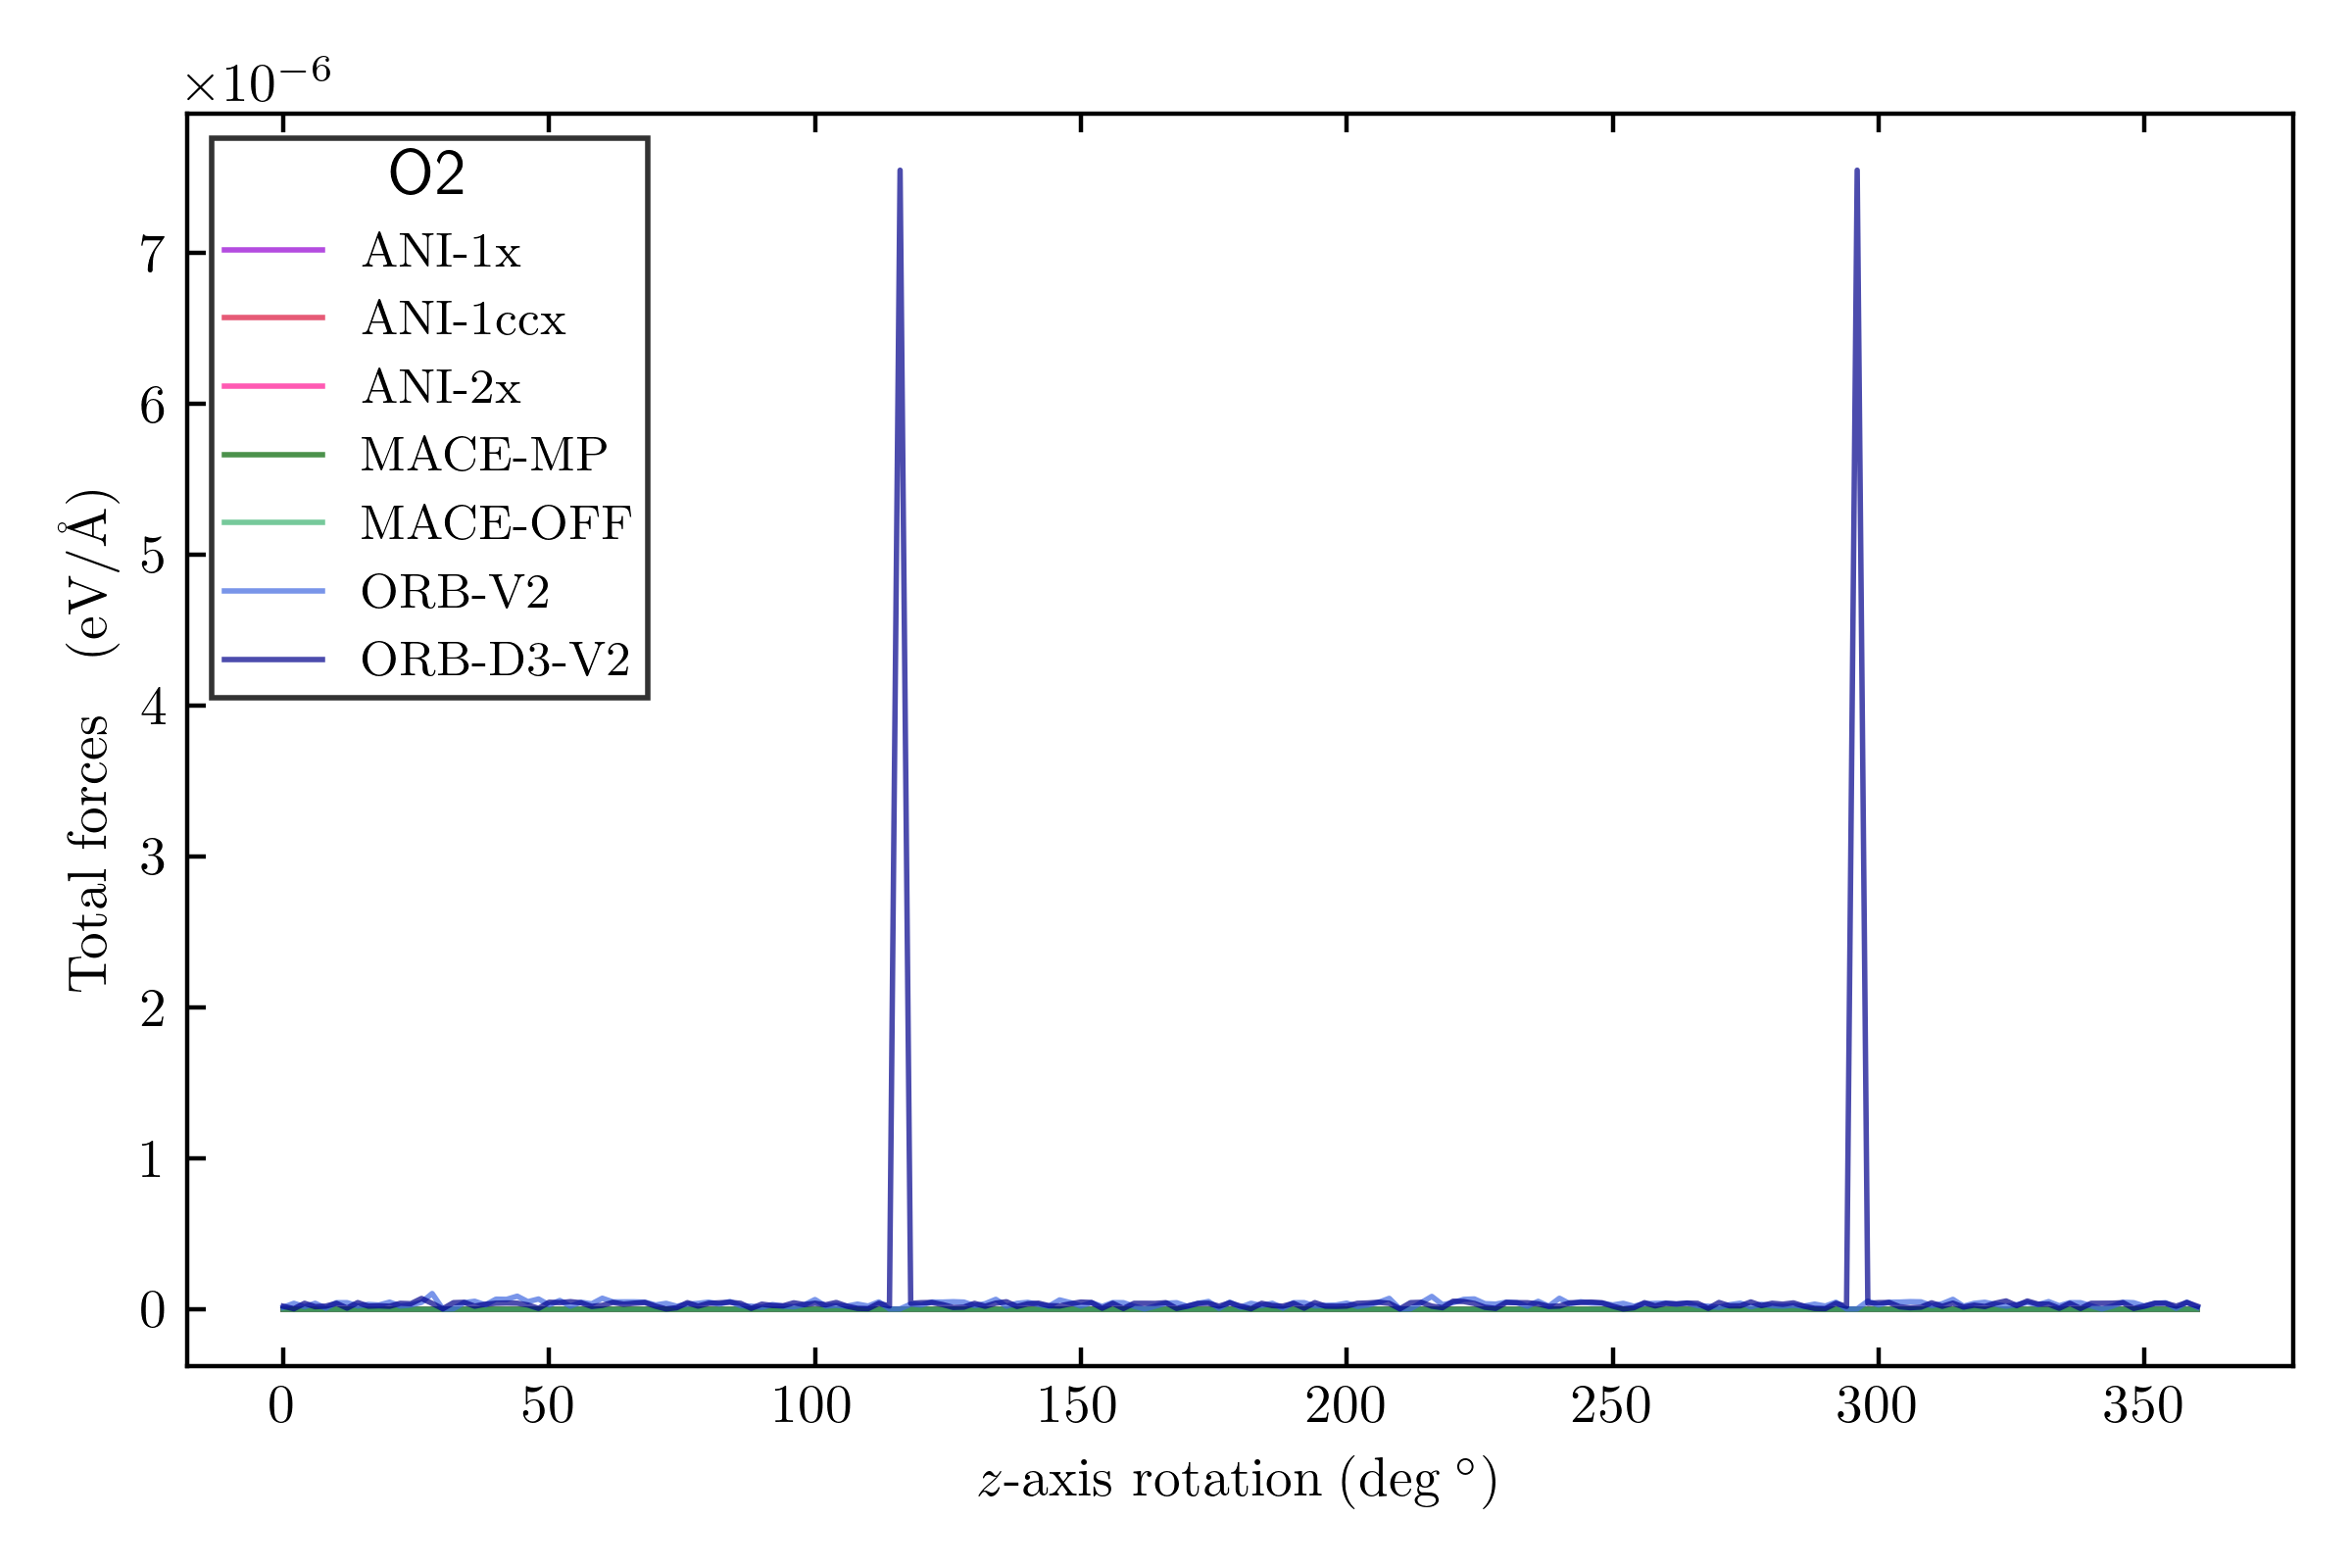 ×10⁻⁶
O2
ANI-1x
ANI-1ccx
ANI-2x
MACE-MP
MACE-OFF
ORB-V2
ORB-D3-V2
Total forces (eV/Å)
7
6
5
4
3
2
1
0
0 50 100 150 200 250 300 350
z-axis rotation (deg °)